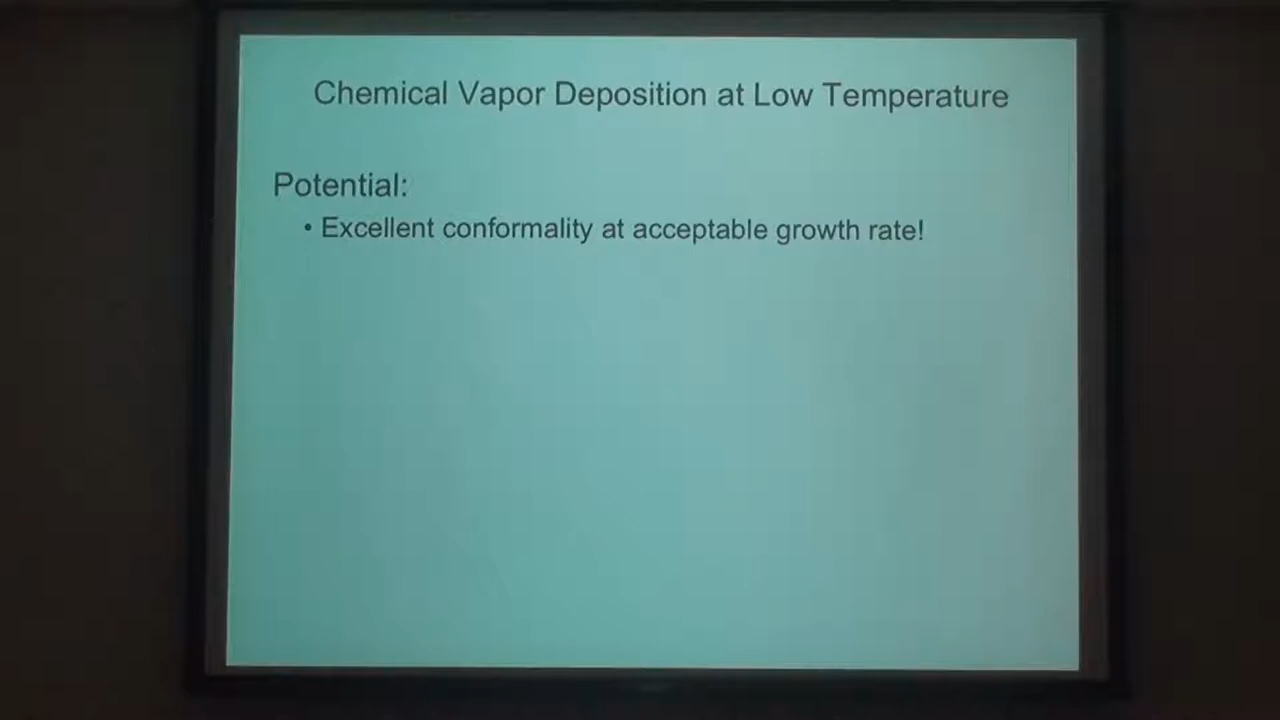 Chemical Vapor Deposition at Low Temperature
Potential:
• Excellent conformality at acceptable growth rate!